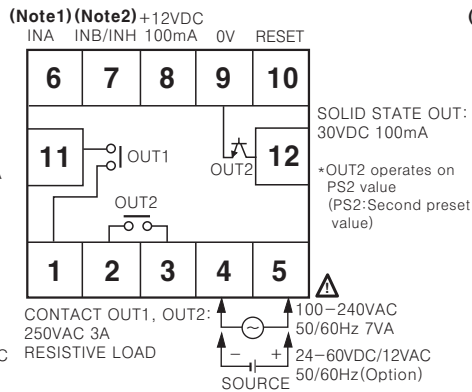 (Note1) (Note2) +12VDC
INA INB/INH 100mA 0V RESET
6 7 8 9 10
SOLID STATE OUT:
30VDC 100mA
11 OUT1 OUT2 12
*OUT2 operates on
PS2 value
(PS2:Second preset
value)
OUT2
1 2 3 4 5
CONTACT OUT1, OUT2:
250VAC 3A
RESISTIVE LOAD
100-240VAC
50/60Hz 7VA
- +
24-60VDC/12VAC
50/60Hz(Option)
SOURCE